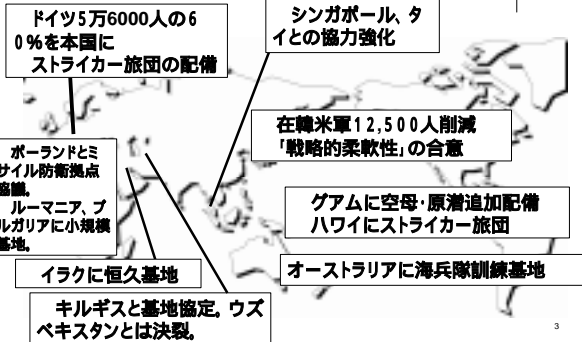 ドイツ5万6000人の6
0%を本国に
ストライカー旅団の配備
シンガポール、タ
イとの協力強化
在韓米軍12,500人削減
「戦略的柔軟性」の合意
ポーランドとミ
サイル防衛拠点
協議。
ルーマニア、ブ
ルガリアに小規模
基地。
グアムに空母・原潜追加配備
ハワイにストライカー旅団
オーストラリアに海兵隊訓練基地
イラクに恒久基地
キルギスと基地協定。ウズ
ベキスタンとは決裂。
3